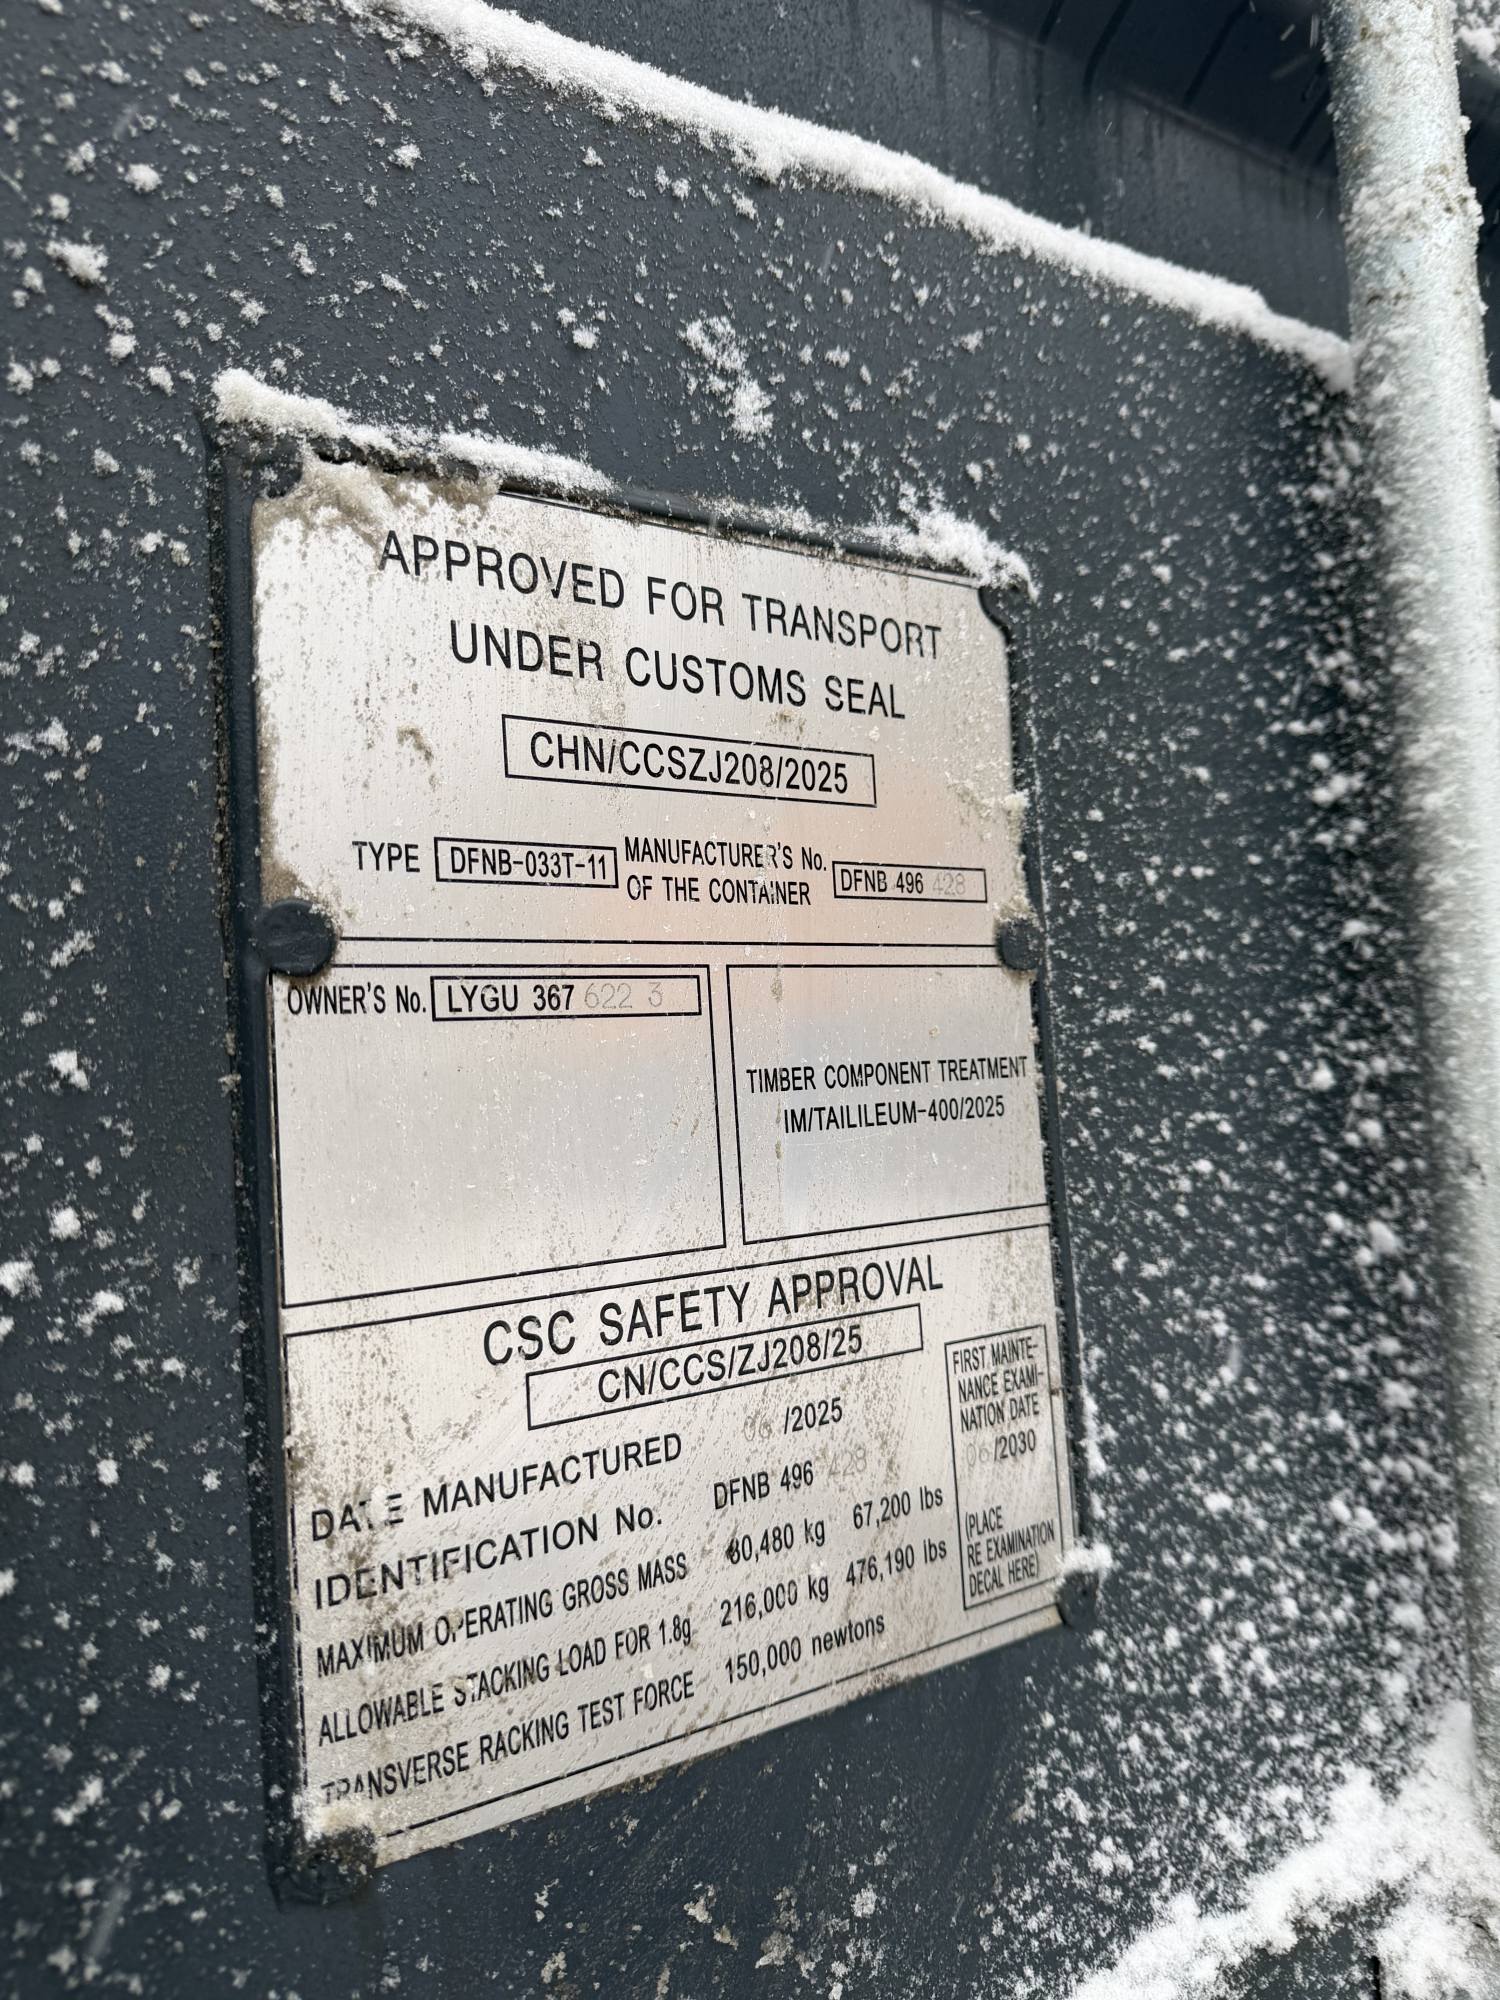 APPROVED FOR TRANSPORT
UNDER CUSTOMS SEAL
CHN/CCSZJ208/2025
TYPE DFNB-033T-11 MANUFACTURER'S No. OF THE CONTAINER DFNB 496 428
OWNER'S No. LYGU 367 622 3
TIMBER COMPONENT TREATMENT
IM/TAILILEUM-400/2025
CSC SAFETY APPROVAL
CN/CCS/ZJ208/25
DATE MANUFACTURED 06 /2025
IDENTIFICATION No. DFNB 496 428
MAXIMUM OPERATING GROSS MASS 30,480 kg 67,200 lbs
ALLOWABLE STACKING LOAD FOR 1.8g 216,000 kg 476,190 lbs
TRANSVERSE RACKING TEST FORCE 150,000 newtons
FIRST MAINTE-
NANCE EXAMI-
NATION DATE
06/2030
(PLACE
RE EXAMINATION
DECAL HERE)